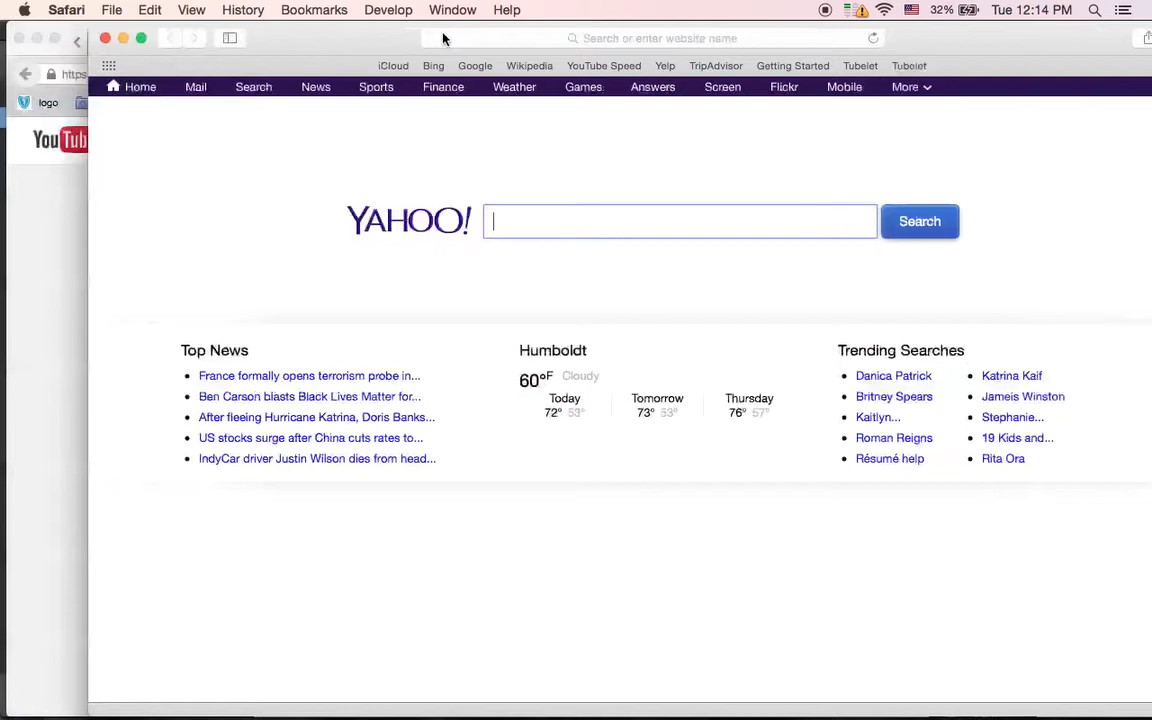 Safari File Edit View History Bookmarks Develop Window Help 32% Tue 12:14 PM
Search or enter website name
https
iCloud Bing Google Wikipedia YouTube Speed Yelp TripAdvisor Getting Started Tubelet Tubelet
logo
Home Mail Search News Sports Finance Weather Games Answers Screen Flickr Mobile More
YouTub
YAHOO! Search
Top News
France formally opens terrorism probe in...
Ben Carson blasts Black Lives Matter for...
After fleeing Hurricane Katrina, Doris Banks...
US stocks surge after China cuts rates to...
IndyCar driver Justin Wilson dies from head...
Humboldt
60°F Cloudy
Today Tomorrow Thursday
72° 53° 73° 53° 76° 57°
Trending Searches
Danica Patrick
Britney Spears
Kaitlyn...
Roman Reigns
Résumé help
Katrina Kaif
Jameis Winston
Stephanie...
19 Kids and...
Rita Ora